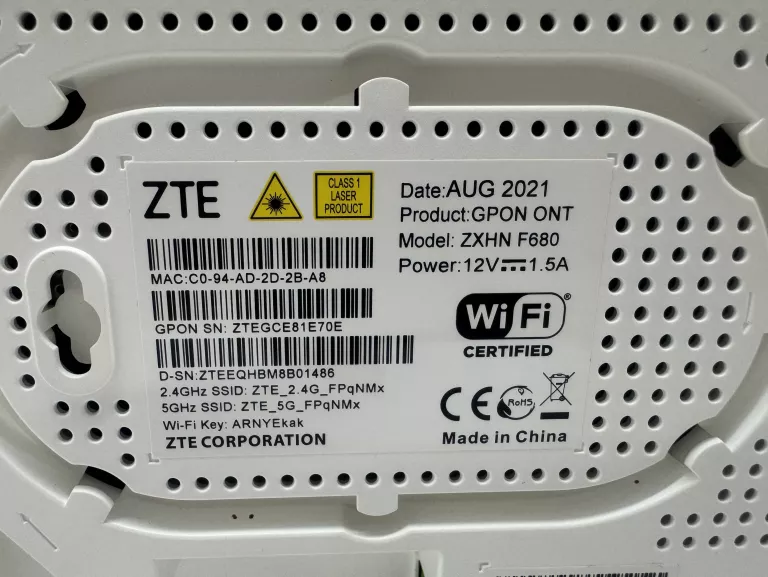 ZTE
CLASS 1
LASER
PRODUCT
Date:AUG 2021
Product:GPON ONT
Model: ZXHN F680
Power:12V⎓1.5A
MAC:C0-94-AD-2D-2B-A8
GPON SN: ZTEGCE81E70E
D-SN:ZTEEQHBM8B01486
2.4GHz SSID: ZTE_2.4G_FPqNMx
5GHz SSID: ZTE_5G_FPqNMx
Wi-Fi Key: ARNYEkak
ZTE CORPORATION
Wi Fi®
CERTIFIED
CE RoHS
Made in China